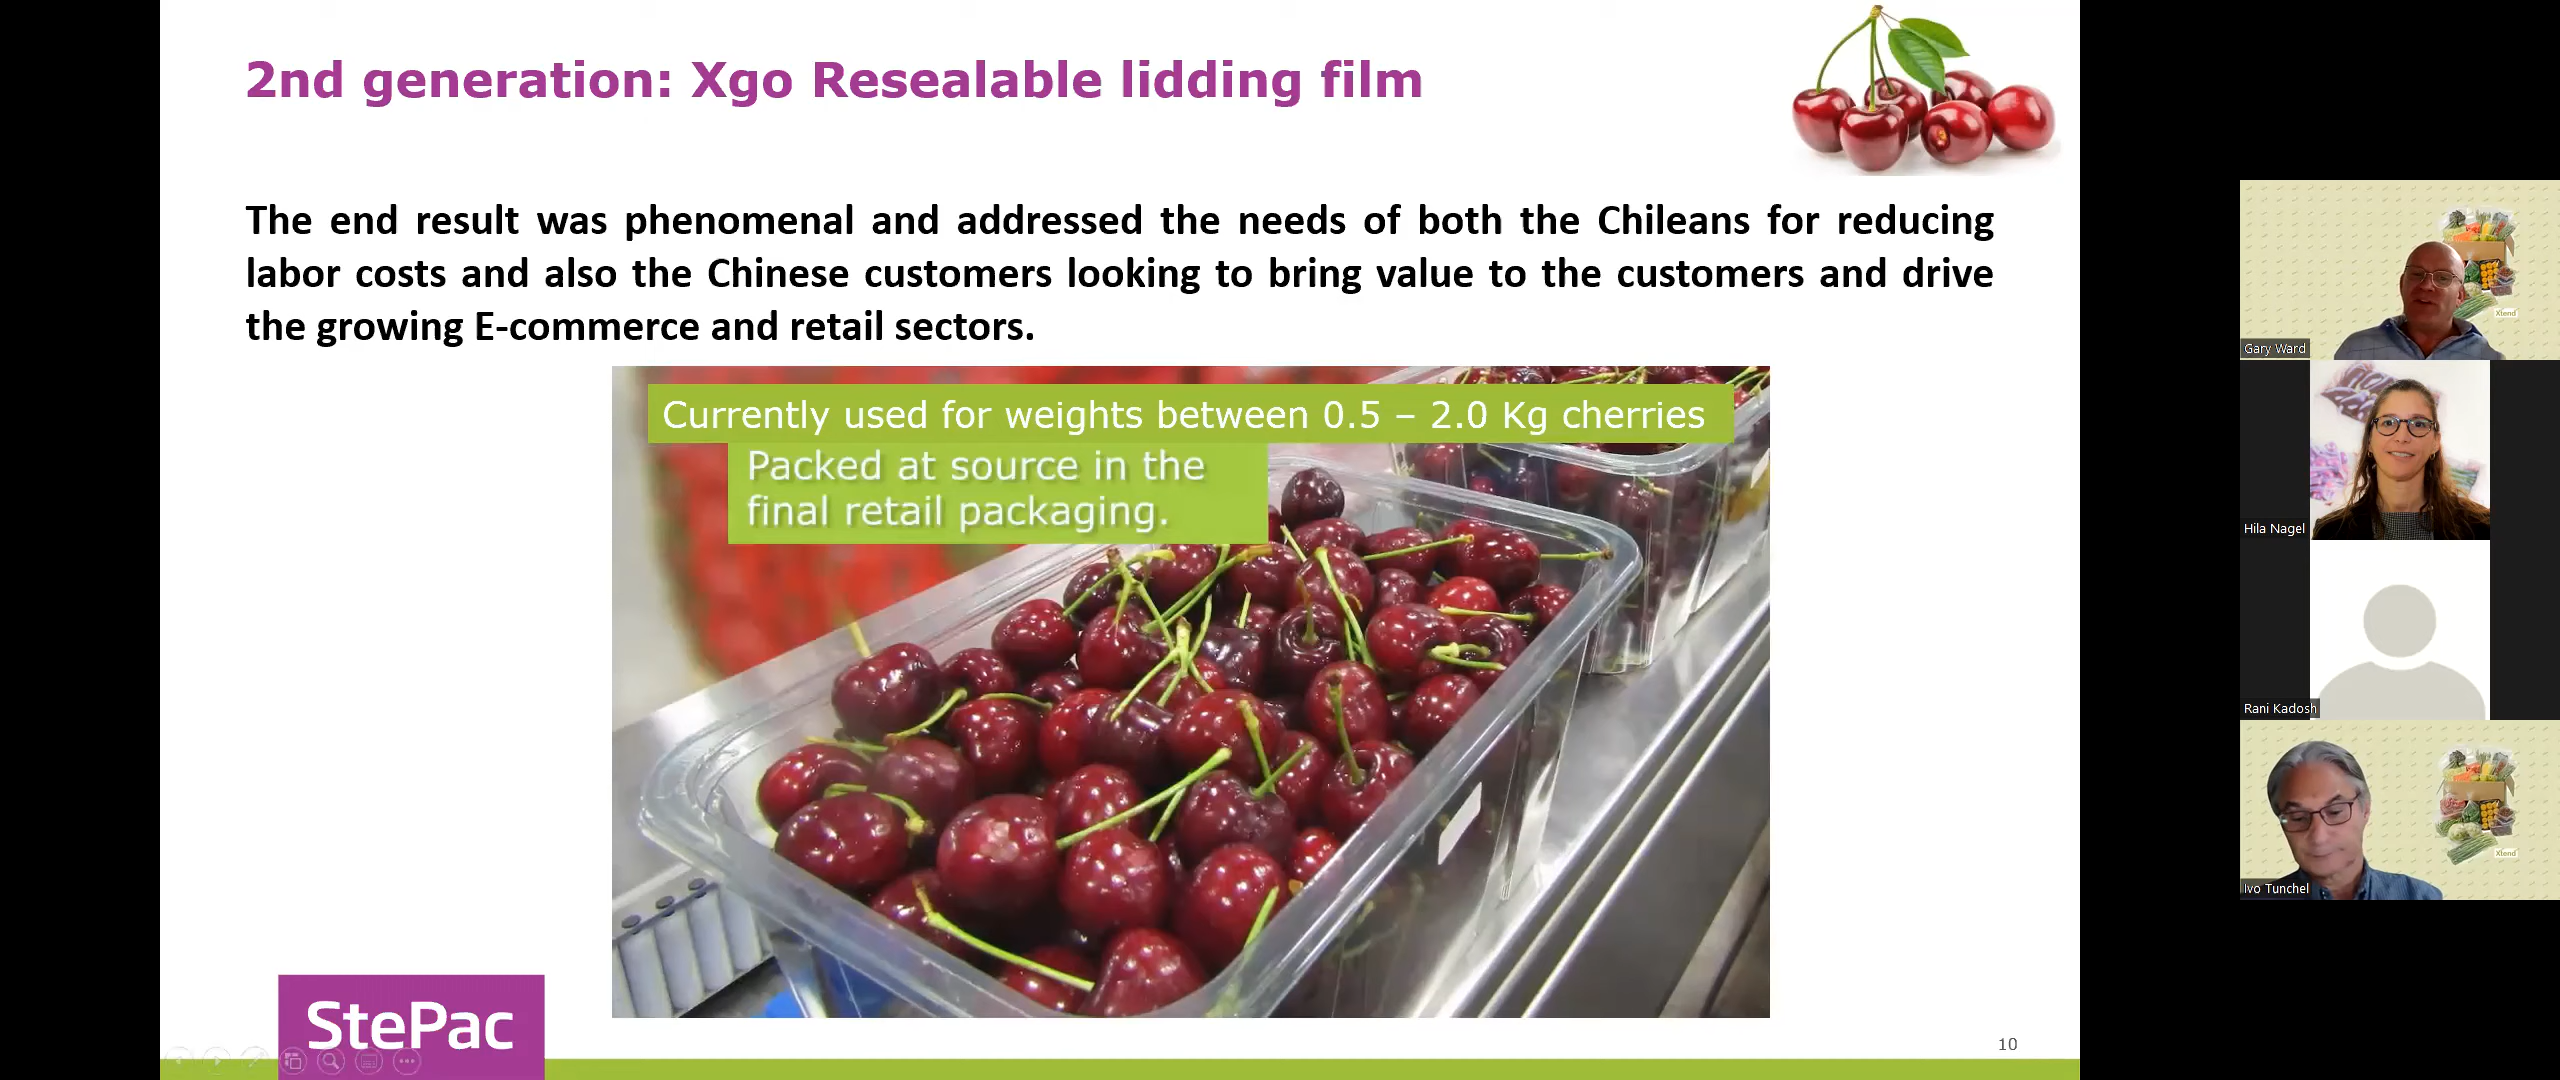 2nd generation: Xgo Resealable lidding film
The end result was phenomenal and addressed the needs of both the Chileans for reducing
labor costs and also the Chinese customers looking to bring value to the customers and drive
the growing E-commerce and retail sectors.
Currently used for weights between 0.5 – 2.0 Kg cherries
Packed at source in the
final retail packaging.
StePac
10
Xtend
Gary Ward
Hila Nagel
Rani Kadosh
Xtend
Ivo Tunchel